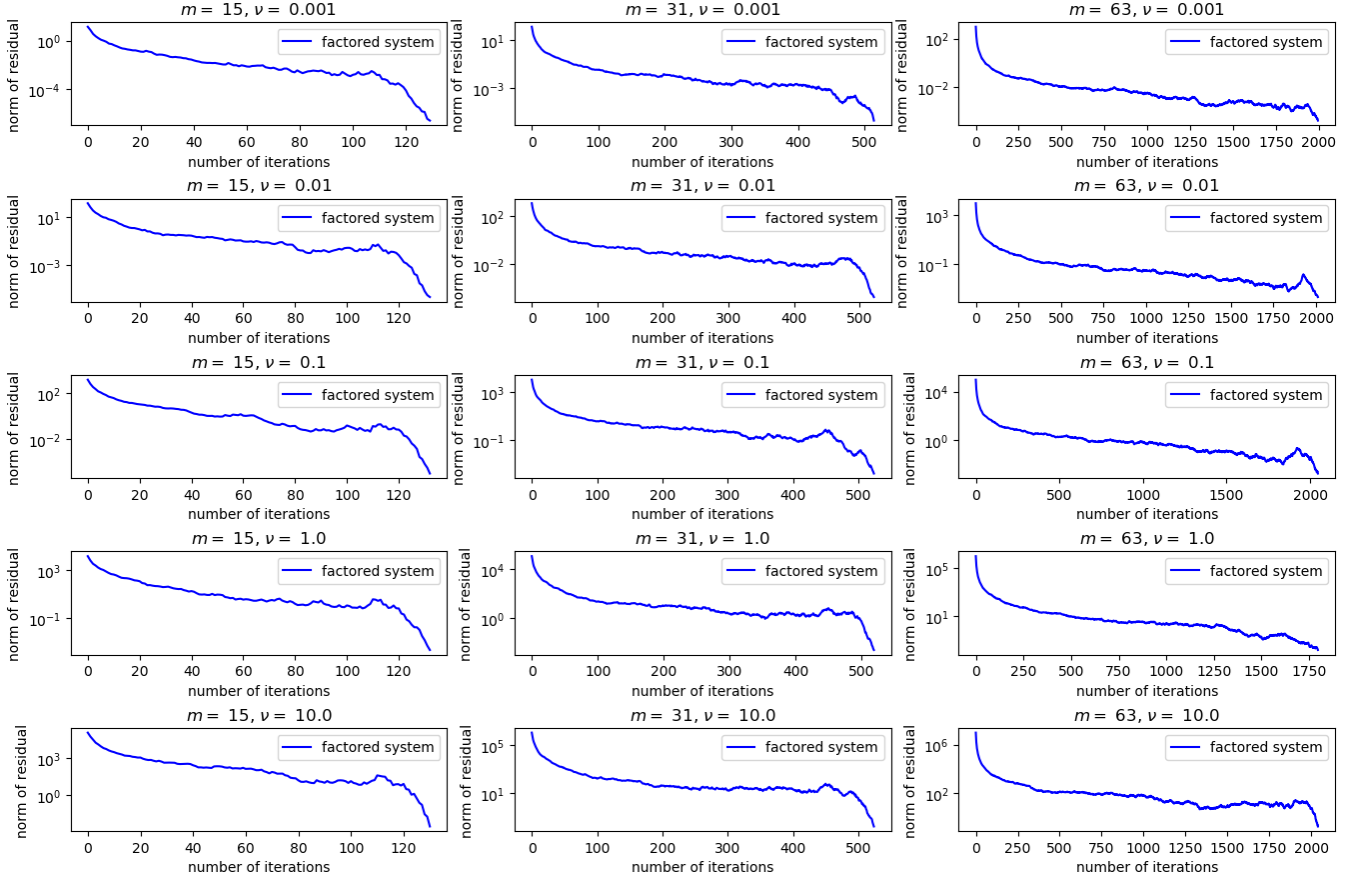 m = 15, ν = 0.001
norm of residual
10^0
10^−4
factored system
0 20 40 60 80 100 120
number of iterations
m = 31, ν = 0.001
norm of residual
10^1
10^−3
factored system
0 100 200 300 400 500
number of iterations
m = 63, ν = 0.001
norm of residual
10^2
10^−2
factored system
0 250 500 750 1000 1250 1500 1750 2000
number of iterations
m = 15, ν = 0.01
norm of residual
10^1
10^−3
factored system
0 20 40 60 80 100 120
number of iterations
m = 31, ν = 0.01
norm of residual
10^2
10^−2
factored system
0 100 200 300 400 500
number of iterations
m = 63, ν = 0.01
norm of residual
10^3
10^−1
factored system
0 250 500 750 1000 1250 1500 1750 2000
number of iterations
m = 15, ν = 0.1
norm of residual
10^2
10^−2
factored system
0 20 40 60 80 100 120
number of iterations
m = 31, ν = 0.1
norm of residual
10^3
10^−1
factored system
0 100 200 300 400 500
number of iterations
m = 63, ν = 0.1
norm of residual
10^4
10^0
factored system
0 500 1000 1500 2000
number of iterations
m = 15, ν = 1.0
norm of residual
10^3
10^−1
factored system
0 20 40 60 80 100 120
number of iterations
m = 31, ν = 1.0
norm of residual
10^4
10^0
factored system
0 100 200 300 400 500
number of iterations
m = 63, ν = 1.0
norm of residual
10^5
10^1
factored system
0 250 500 750 1000 1250 1500 1750
number of iterations
m = 15, ν = 10.0
norm of residual
10^3
10^0
factored system
0 20 40 60 80 100 120
number of iterations
m = 31, ν = 10.0
norm of residual
10^5
10^1
factored system
0 100 200 300 400 500
number of iterations
m = 63, ν = 10.0
norm of residual
10^6
10^2
factored system
0 250 500 750 1000 1250 1500 1750 2000
number of iterations